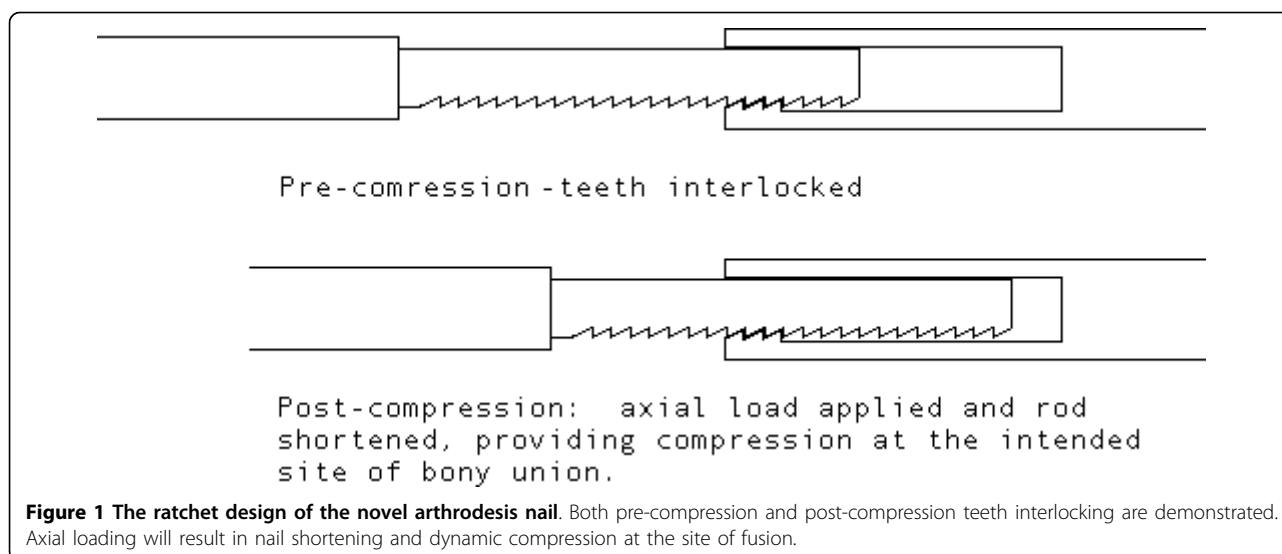 Pre-comression -teeth interlocked
Post-compression: axial load applied and rod
shortened, providing compression at the intended
site of bony union.
Figure 1 The ratchet design of the novel arthrodesis nail. Both pre-compression and post-compression teeth interlocking are demonstrated.
Axial loading will result in nail shortening and dynamic compression at the site of fusion.